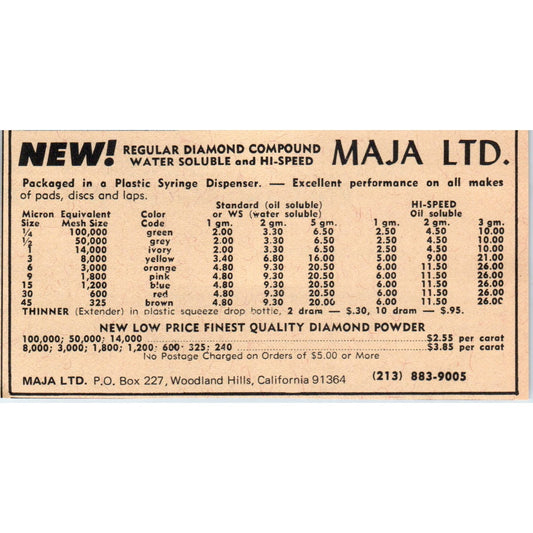 NEW! REGULAR DIAMOND COMPOUND WATER SOLUBLE and HI-SPEED MAJA LTD.
Packaged in a Plastic Syringe Dispenser. — Excellent performance on all makes
of pads, discs and laps.
Standard (oil soluble) HI-SPEED
Micron Equivalent Color or WS (water soluble) Oil soluble
Size Mesh Size Code 1 gm. 2 gm. 5 gm. 1 gm. 2 gm. 3 gm.
¼ 100,000 green 2.00 3.30 6.50 2.50 4.50 10.00
½ 50,000 grey 2.00 3.30 6.50 2.50 4.50 10.00
1 14,000 ivory 2.00 3.30 6.50 2.50 4.50 10.00
3 8,000 yellow 3.40 6.80 16.00 5.00 9.00 21.00
6 3,000 orange 4.80 9.30 20.50 6.00 11.50 26.00
9 1,800 pink 4.80 9.30 20.50 6.00 11.50 26.00
15 1,200 blue 4.80 9.30 20.50 6.00 11.50 26.00
30 600 red 4.80 9.30 20.50 6.00 11.50 26.00
45 325 brown 4.80 9.30 20.50 6.00 11.50 26.00
THINNER (Extender) in plastic squeeze drop bottle, 2 dram — $.30, 10 dram — $.95.
NEW LOW PRICE FINEST QUALITY DIAMOND POWDER
100,000; 50,000; 14,000 $2.55 per carat
8,000; 3,000; 1,800; 1,200; 600; 325; 240 $3.85 per carat
No Postage Charged on Orders of $5.00 or More
MAJA LTD. P.O. Box 227, Woodland Hills, California 91364 (213) 883-9005